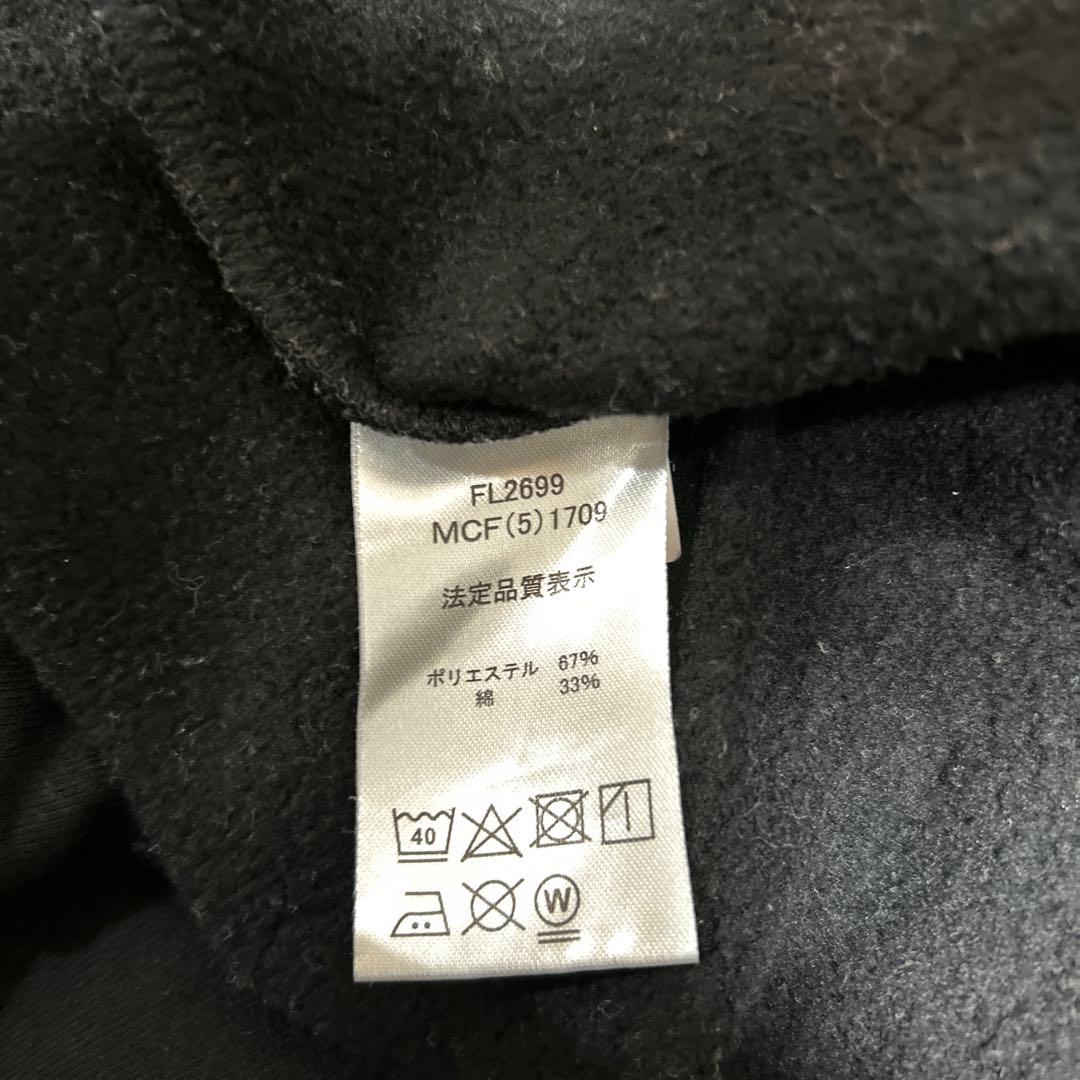 FL2699
MCF(5)1709
法定品質表示
ポリエステル 67%
綿 33%
40
W